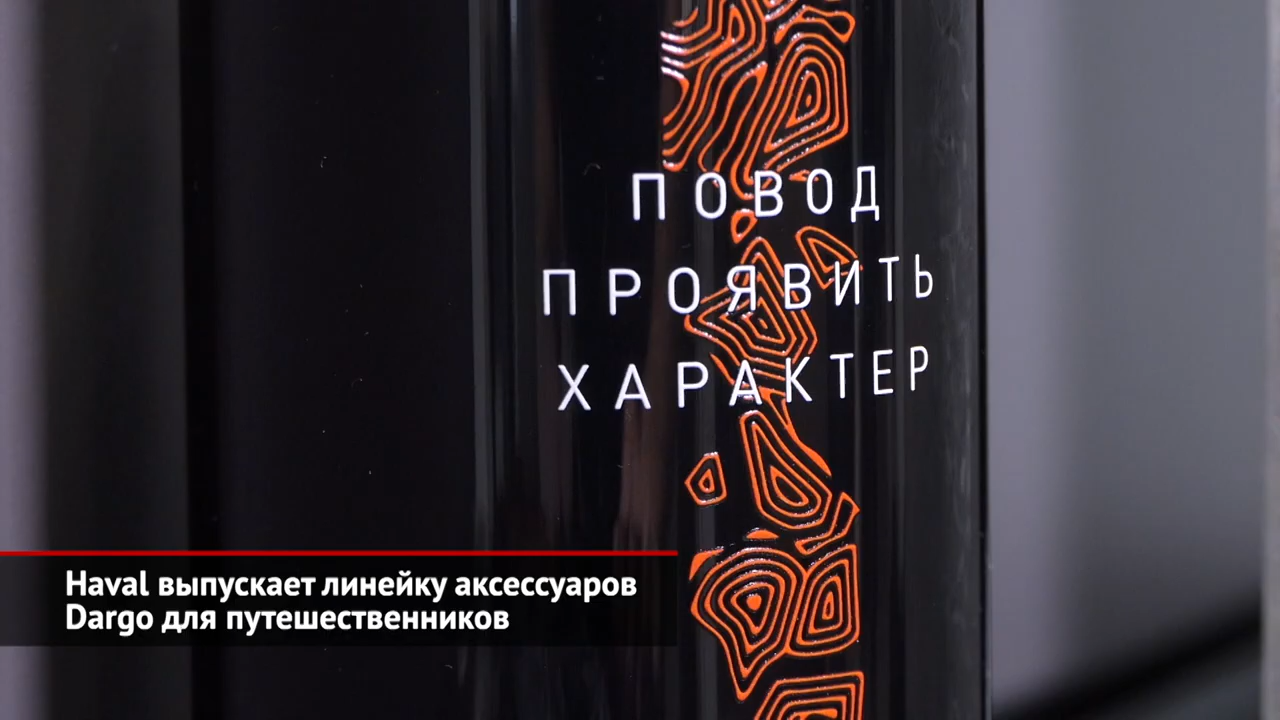 ПОВОД
ПРОЯВИТЬ
ХАРАКТЕР
Haval выпускает линейку аксессуаров
Dargo для путешественников